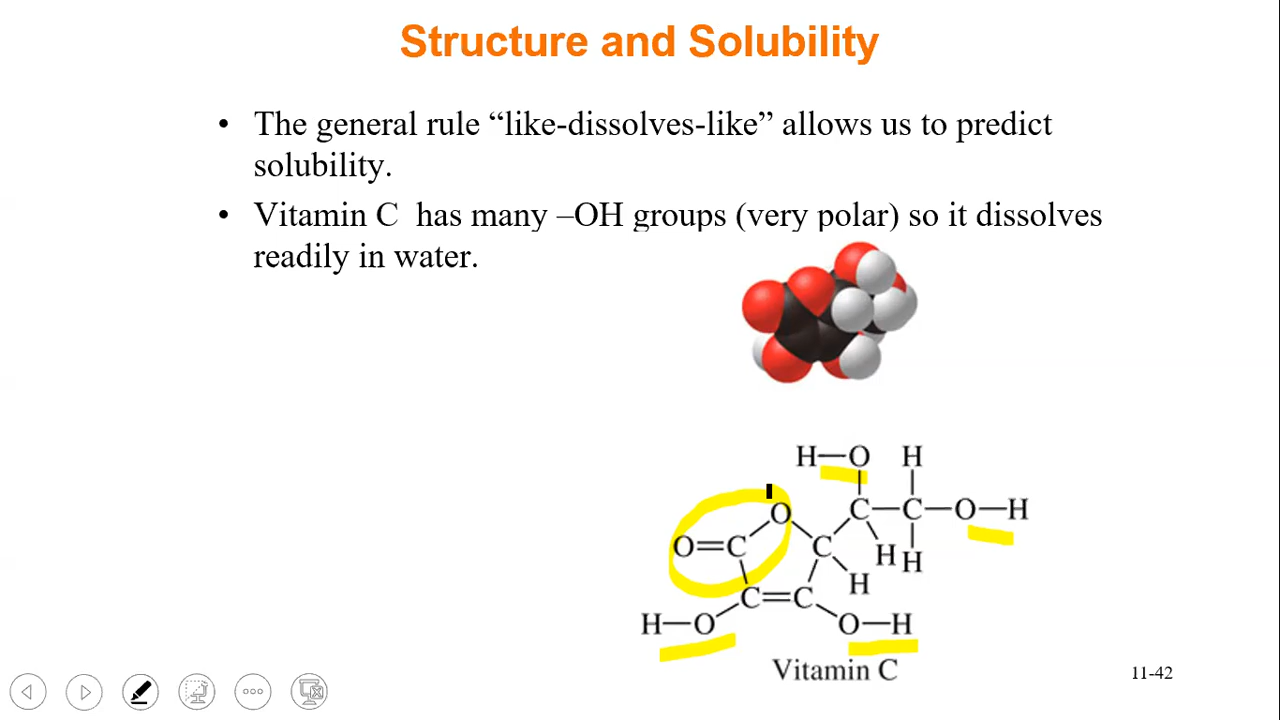 Structure and Solubility
• The general rule “like-dissolves-like” allows us to predict
solubility.
• Vitamin C  has many –OH groups (very polar) so it dissolves
readily in water.
H—O H
O C—C—O—H
O=C C H H
H
C=C
H—O O—H
Vitamin C
11-42